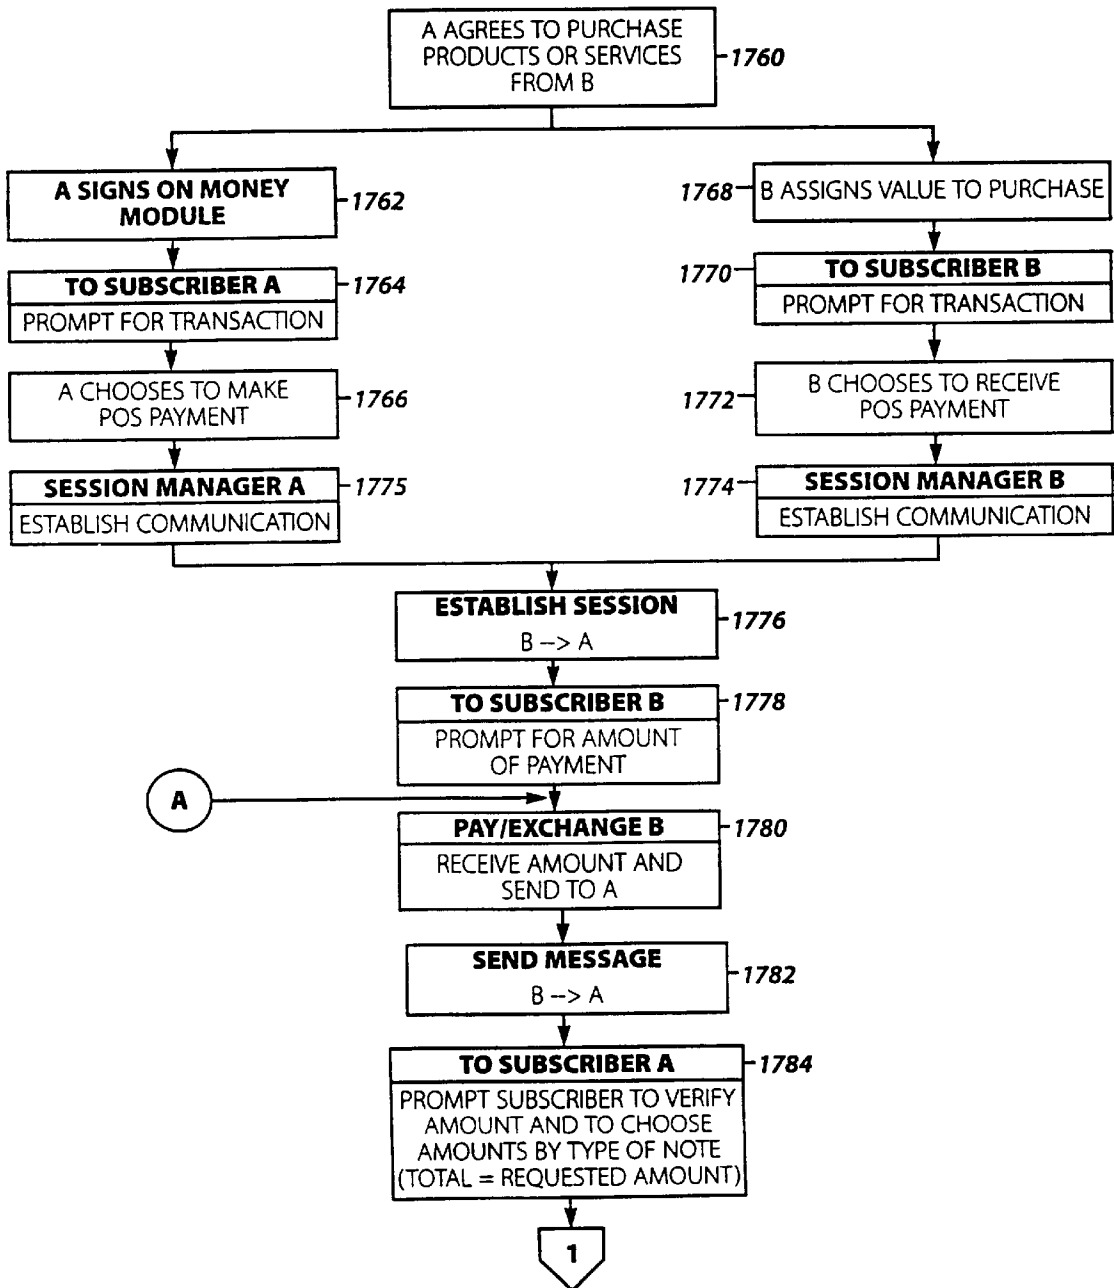 A AGREES TO PURCHASE
PRODUCTS OR SERVICES
FROM B
1760
A SIGNS ON MONEY
MODULE
1762
1768
B ASSIGNS VALUE TO PURCHASE
TO SUBSCRIBER A
1764
PROMPT FOR TRANSACTION
1770
TO SUBSCRIBER B
PROMPT FOR TRANSACTION
A CHOOSES TO MAKE
POS PAYMENT
1766
1772
B CHOOSES TO RECEIVE
POS PAYMENT
SESSION MANAGER A
1775
ESTABLISH COMMUNICATION
1774
SESSION MANAGER B
ESTABLISH COMMUNICATION
ESTABLISH SESSION
B --> A
1776
TO SUBSCRIBER B
1778
PROMPT FOR AMOUNT
OF PAYMENT
A
PAY/EXCHANGE B
1780
RECEIVE AMOUNT AND
SEND TO A
SEND MESSAGE
B --> A
1782
TO SUBSCRIBER A
1784
PROMPT SUBSCRIBER TO VERIFY
AMOUNT AND TO CHOOSE
AMOUNTS BY TYPE OF NOTE
(TOTAL = REQUESTED AMOUNT)
1